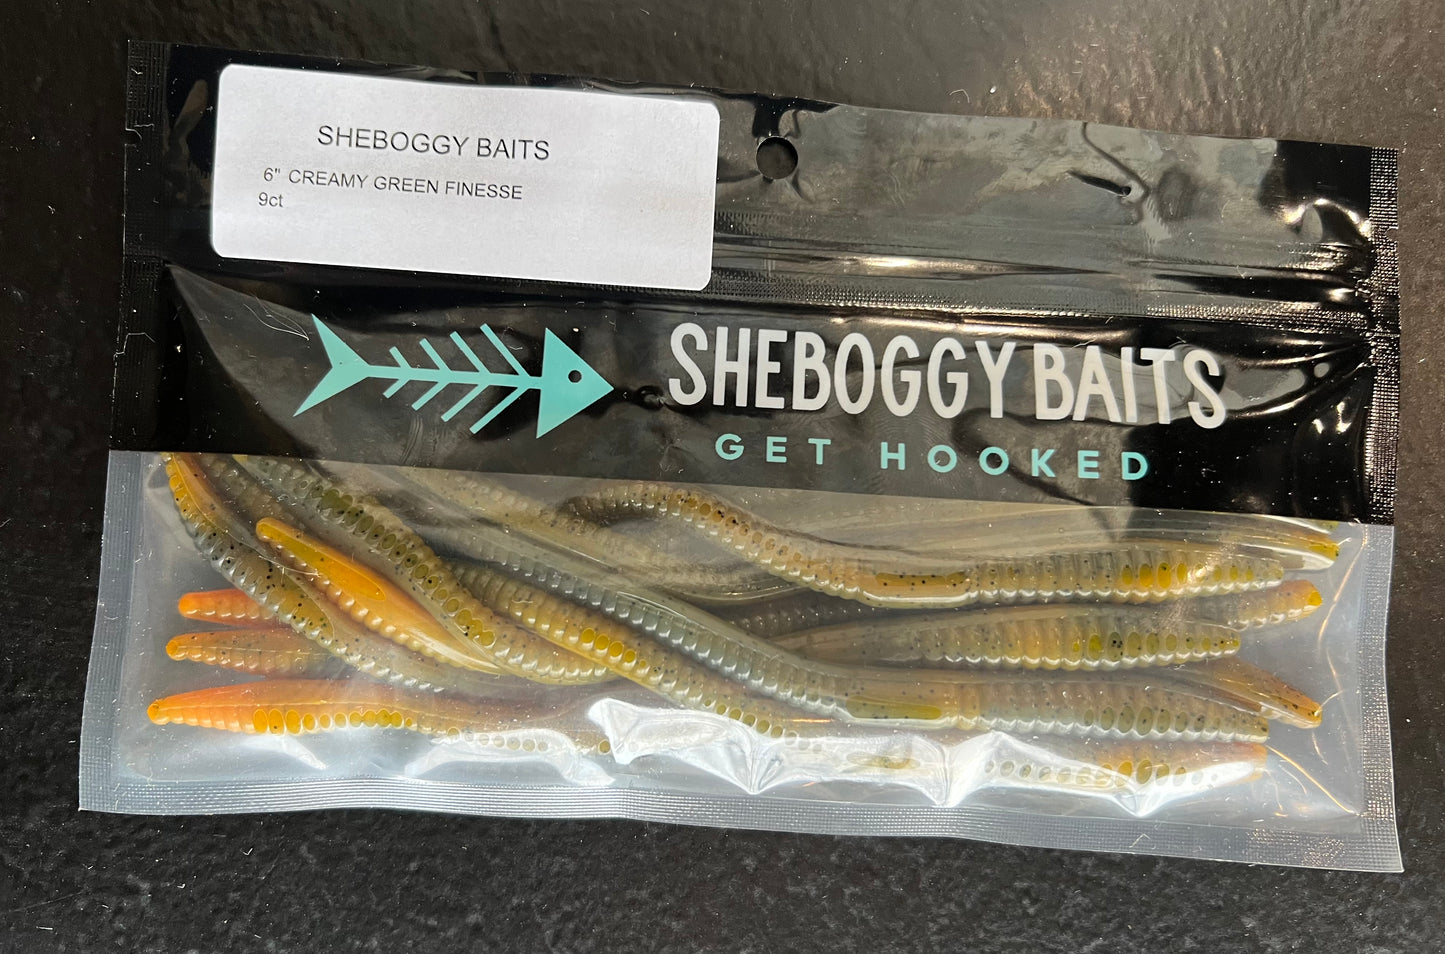 SHEBOGGY BAITS
6" CREAMY GREEN FINESSE
9ct
SHEBOGGY BAITS
GET HOOKED